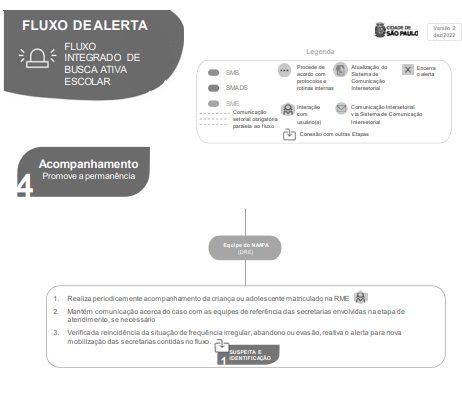 FLUXO DE ALERTA
FLUXO
INTEGRADO DE
BUSCA ATIVA
ESCOLAR
CIDADE DE
SÃO PAULO
Versão 2:
dez/2022
Legenda
SMS
SMADS
SME
Comunicação
setorial obrigatória
paralela ao fluxo
Procede de
acordo com
protocolos e
rotinas internas
Atualização do
Sistema de
Comunicação
Intersetorial
Encerra
o alerta
Interação
com
usuário(a)
Comunicação Intersetorial
via Sistema de Comunicação
Intersetorial
Conexão com outras Etapas
4
Acompanhamento
Promove a permanência
Equipe do NAAPA
(DRE)
1. Realiza periodicamente acompanhamento da criança ou adolescente matriculado na RME
2. Mantém comunicação acerca do caso com as equipes de referência das secretarias envolvidas na etapa de
atendimento, se necessário
3. Verificada reincidência da situação de frequência irregular, abandono ou evasão, reativa o alerta para nova
mobilização das secretarias contidas no fluxo.
1 SUSPEITA E
IDENTIFICAÇÃO